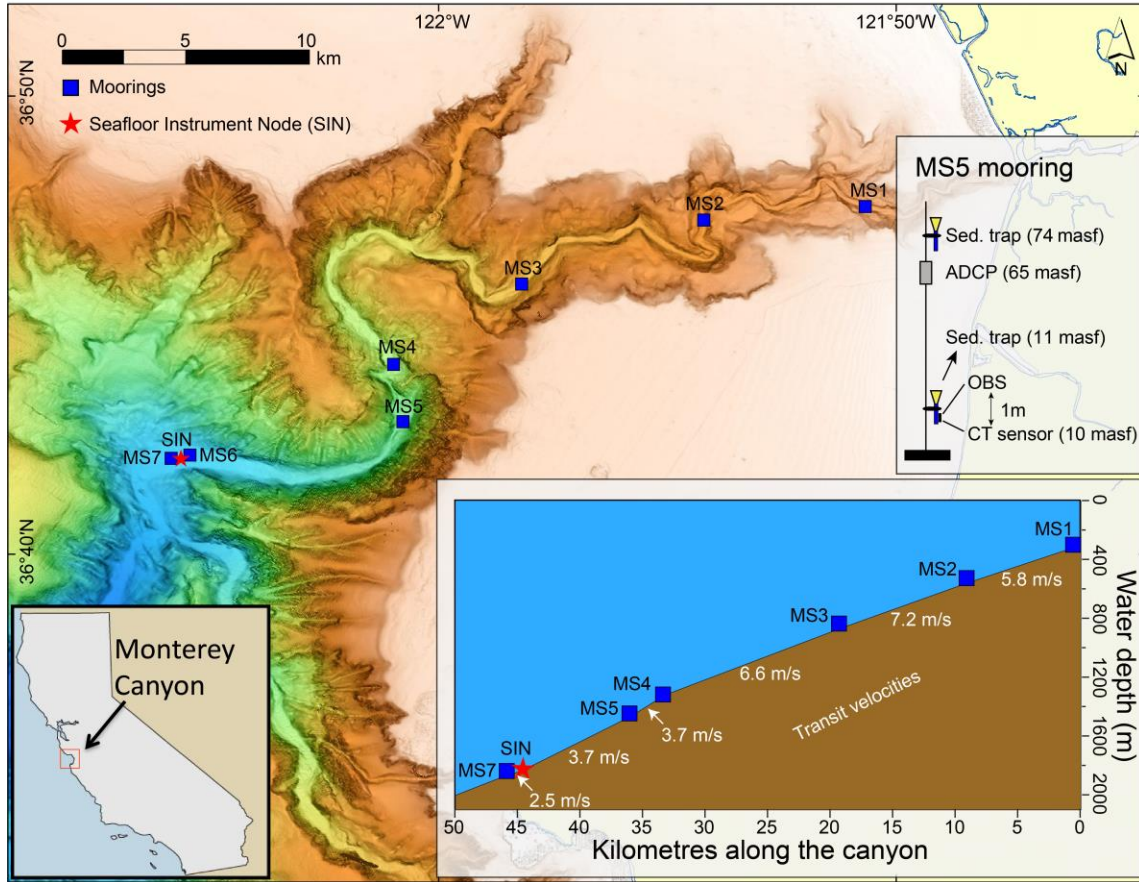 122°W
121°50'W
0
5
10
km
Moorings
Seafloor Instrument Node (SIN)
36°50'N
36°40'N
N
MS1
MS2
MS3
MS4
MS5
SIN
MS7
MS6
MS5 mooring
Sed. trap (74 masf)
ADCP (65 masf)
Sed. trap (11 masf)
OBS
1m
CT sensor (10 masf)
Monterey
Canyon
MS1
MS2
MS3
MS4
MS5
SIN
MS7
5.8 m/s
7.2 m/s
6.6 m/s
3.7 m/s
3.7 m/s
2.5 m/s
Transit velocities
0
400
800
1200
1600
2000
Water depth (m)
50
45
40
35
30
25
20
15
10
5
0
Kilometres along the canyon